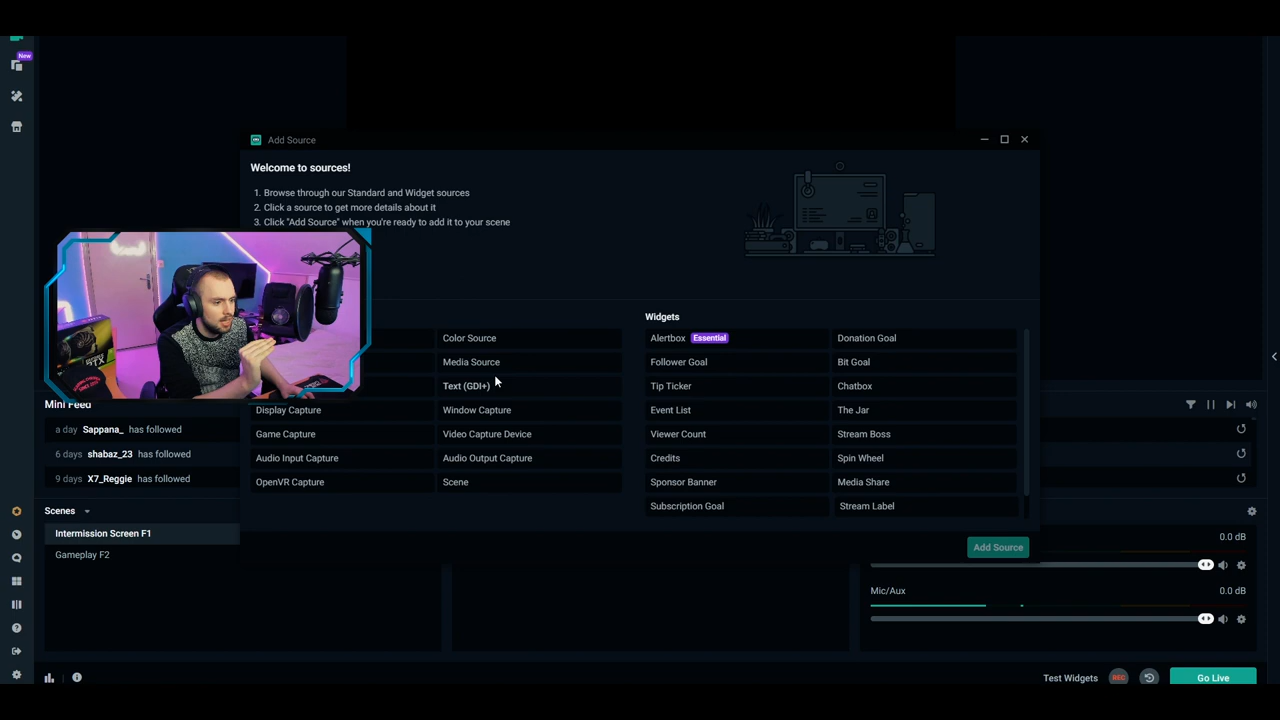 New
Add Source
Welcome to sources!
1. Browse through our Standard and Widget sources
2. Click a source to get more details about it
3. Click "Add Source" when you're ready to add it to your scene
Widgets
Color Source
Alertbox Essential
Donation Goal
Media Source
Follower Goal
Bit Goal
Text (GDI+)
Tip Ticker
Chatbox
Display Capture
Window Capture
Event List
The Jar
Game Capture
Video Capture Device
Viewer Count
Stream Boss
Audio Input Capture
Audio Output Capture
Credits
Spin Wheel
OpenVR Capture
Scene
Sponsor Banner
Media Share
Subscription Goal
Stream Label
Add Source
Mini Feed
a day Sappana_ has followed
6 days shabaz_23 has followed
9 days X7_Reggie has followed
Scenes
Intermission Screen F1
Gameplay F2
0.0 dB
Mic/Aux 0.0 dB
Test Widgets
REC
Go Live